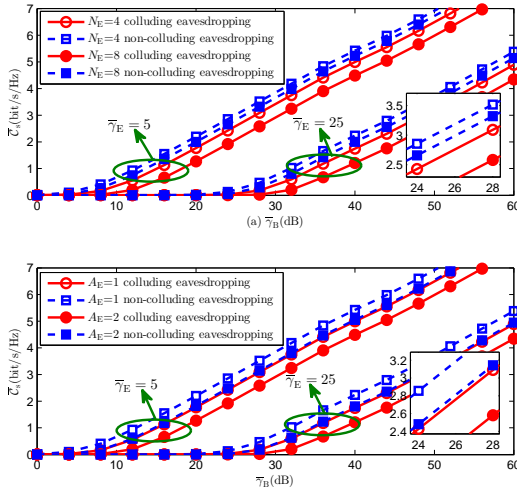 7
6
5
4
3
2
1
0
C̅s(bit/s/Hz)
N_E=4 colluding eavesdropping
N_E=4 non-colluding eavesdropping
N_E=8 colluding eavesdropping
N_E=8 non-colluding eavesdropping
γ̅_E = 5
γ̅_E = 25
3.5
3
2.5
24 26 28
0 10 20 30 40 50 60
(a) γ̅_B(dB)
7
6
5
4
3
2
1
0
C̅s(bit/s/Hz)
A_E=1 colluding eavesdropping
A_E=1 non-colluding eavesdropping
A_E=2 colluding eavesdropping
A_E=2 non-colluding eavesdropping
γ̅_E = 5
γ̅_E = 25
3.2
3
2.8
2.6
2.4
24 26 28
0 10 20 30 40 50 60
γ̅_B(dB)